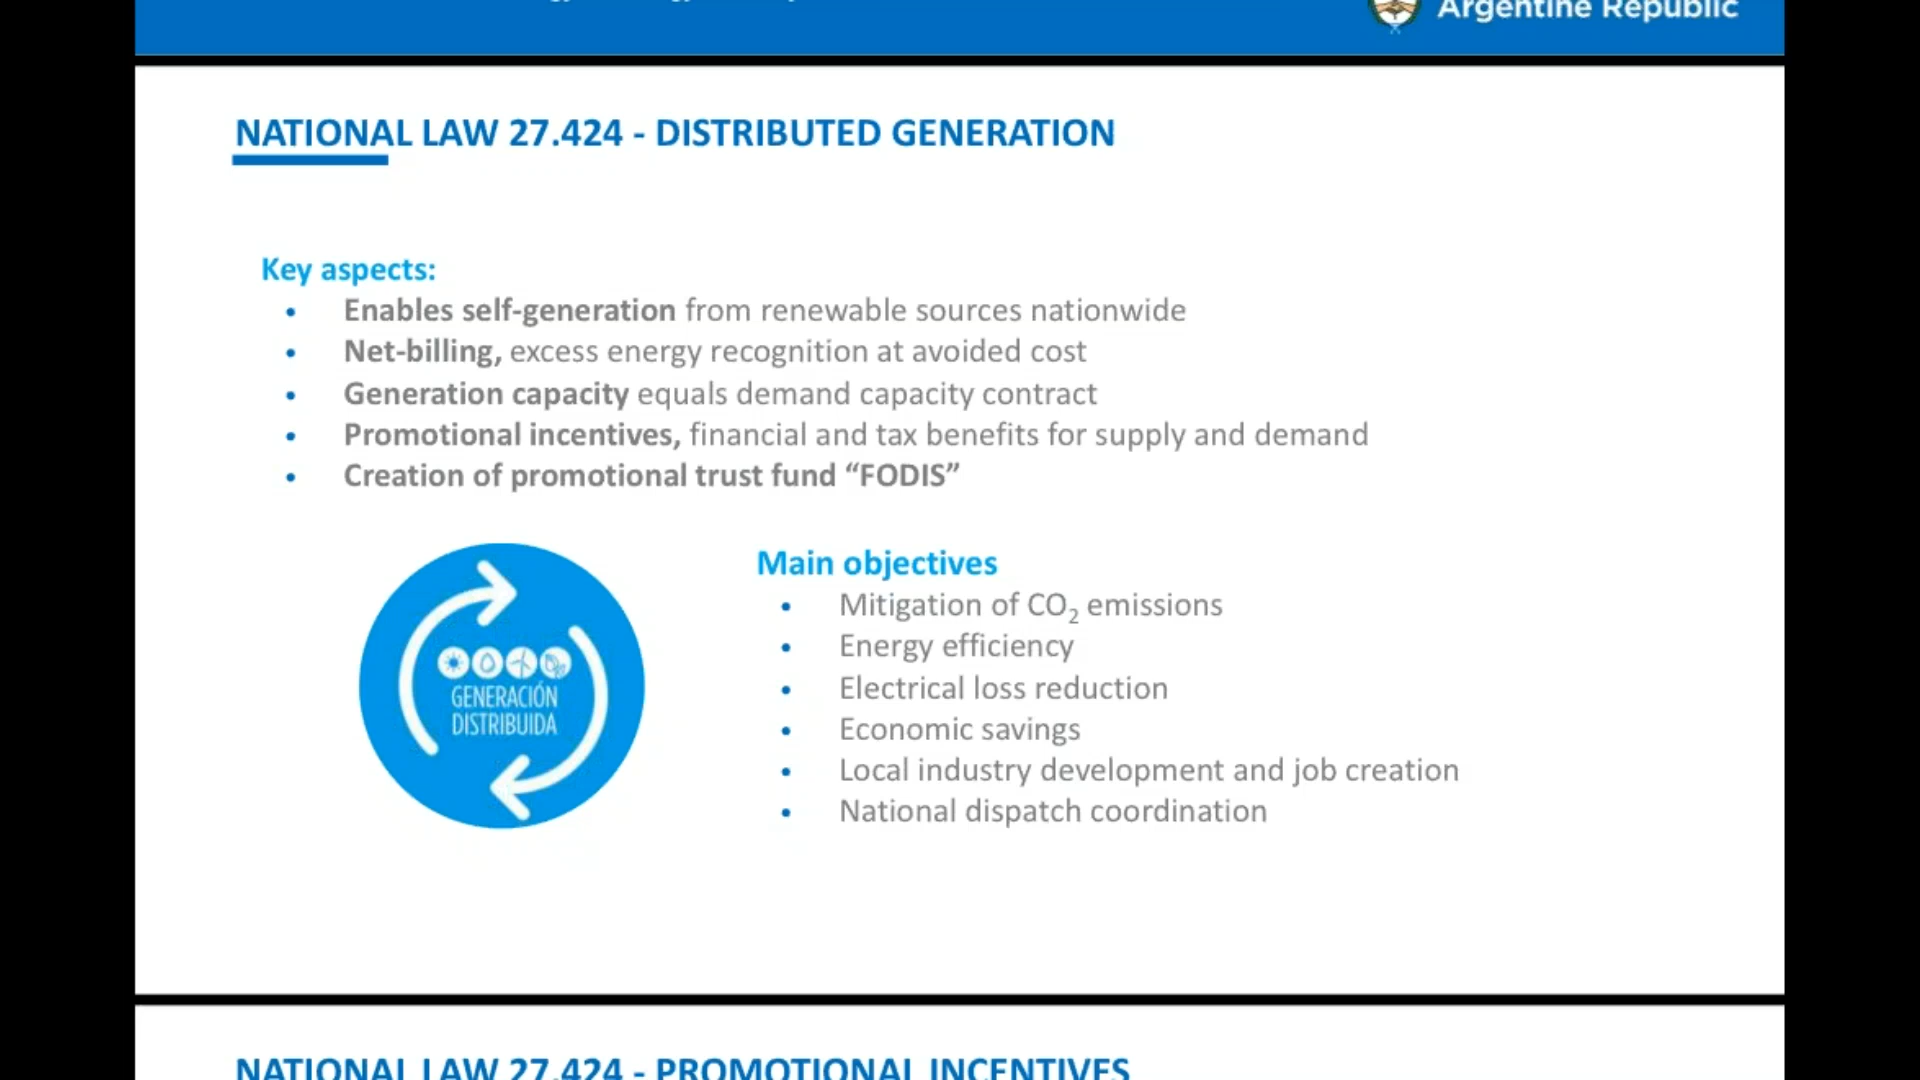 Argentine Republic
NATIONAL LAW 27.424 - DISTRIBUTED GENERATION
Key aspects:
• Enables self-generation from renewable sources nationwide
• Net-billing, excess energy recognition at avoided cost
• Generation capacity equals demand capacity contract
• Promotional incentives, financial and tax benefits for supply and demand
• Creation of promotional trust fund “FODIS”
GENERACIÓN
DISTRIBUIDA
Main objectives
• Mitigation of CO₂ emissions
• Energy efficiency
• Electrical loss reduction
• Economic savings
• Local industry development and job creation
• National dispatch coordination
NATIONAL LAW 27.424 - PROMOTIONAL INCENTIVES